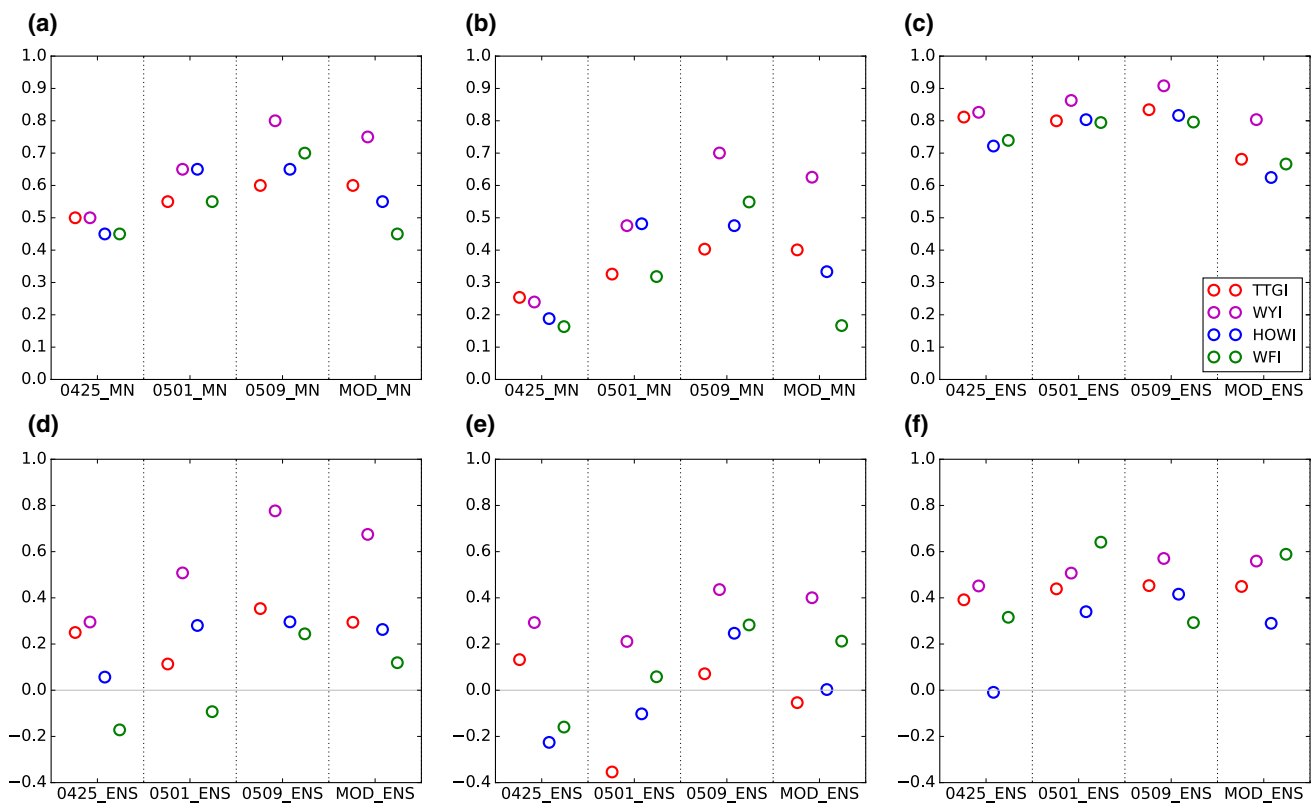 (a)
(b)
(c)
1.0
0.9
0.8
0.7
0.6
0.5
0.4
0.3
0.2
0.1
0.0
0425_MN
0501_MN
0509_MN
MOD_MN
1.0
0.9
0.8
0.7
0.6
0.5
0.4
0.3
0.2
0.1
0.0
0425_MN
0501_MN
0509_MN
MOD_MN
1.0
0.9
0.8
0.7
0.6
0.5
0.4
0.3
0.2
0.1
0.0
TTGI
WYI
HOWI
WFI
0425_ENS
0501_ENS
0509_ENS
MOD_ENS
(d)
(e)
(f)
1.0
0.8
0.6
0.4
0.2
0.0
−0.2
−0.4
0425_ENS
0501_ENS
0509_ENS
MOD_ENS
1.0
0.8
0.6
0.4
0.2
0.0
−0.2
−0.4
0425_ENS
0501_ENS
0509_ENS
MOD_ENS
1.0
0.8
0.6
0.4
0.2
0.0
−0.2
−0.4
0425_ENS
0501_ENS
0509_ENS
MOD_ENS